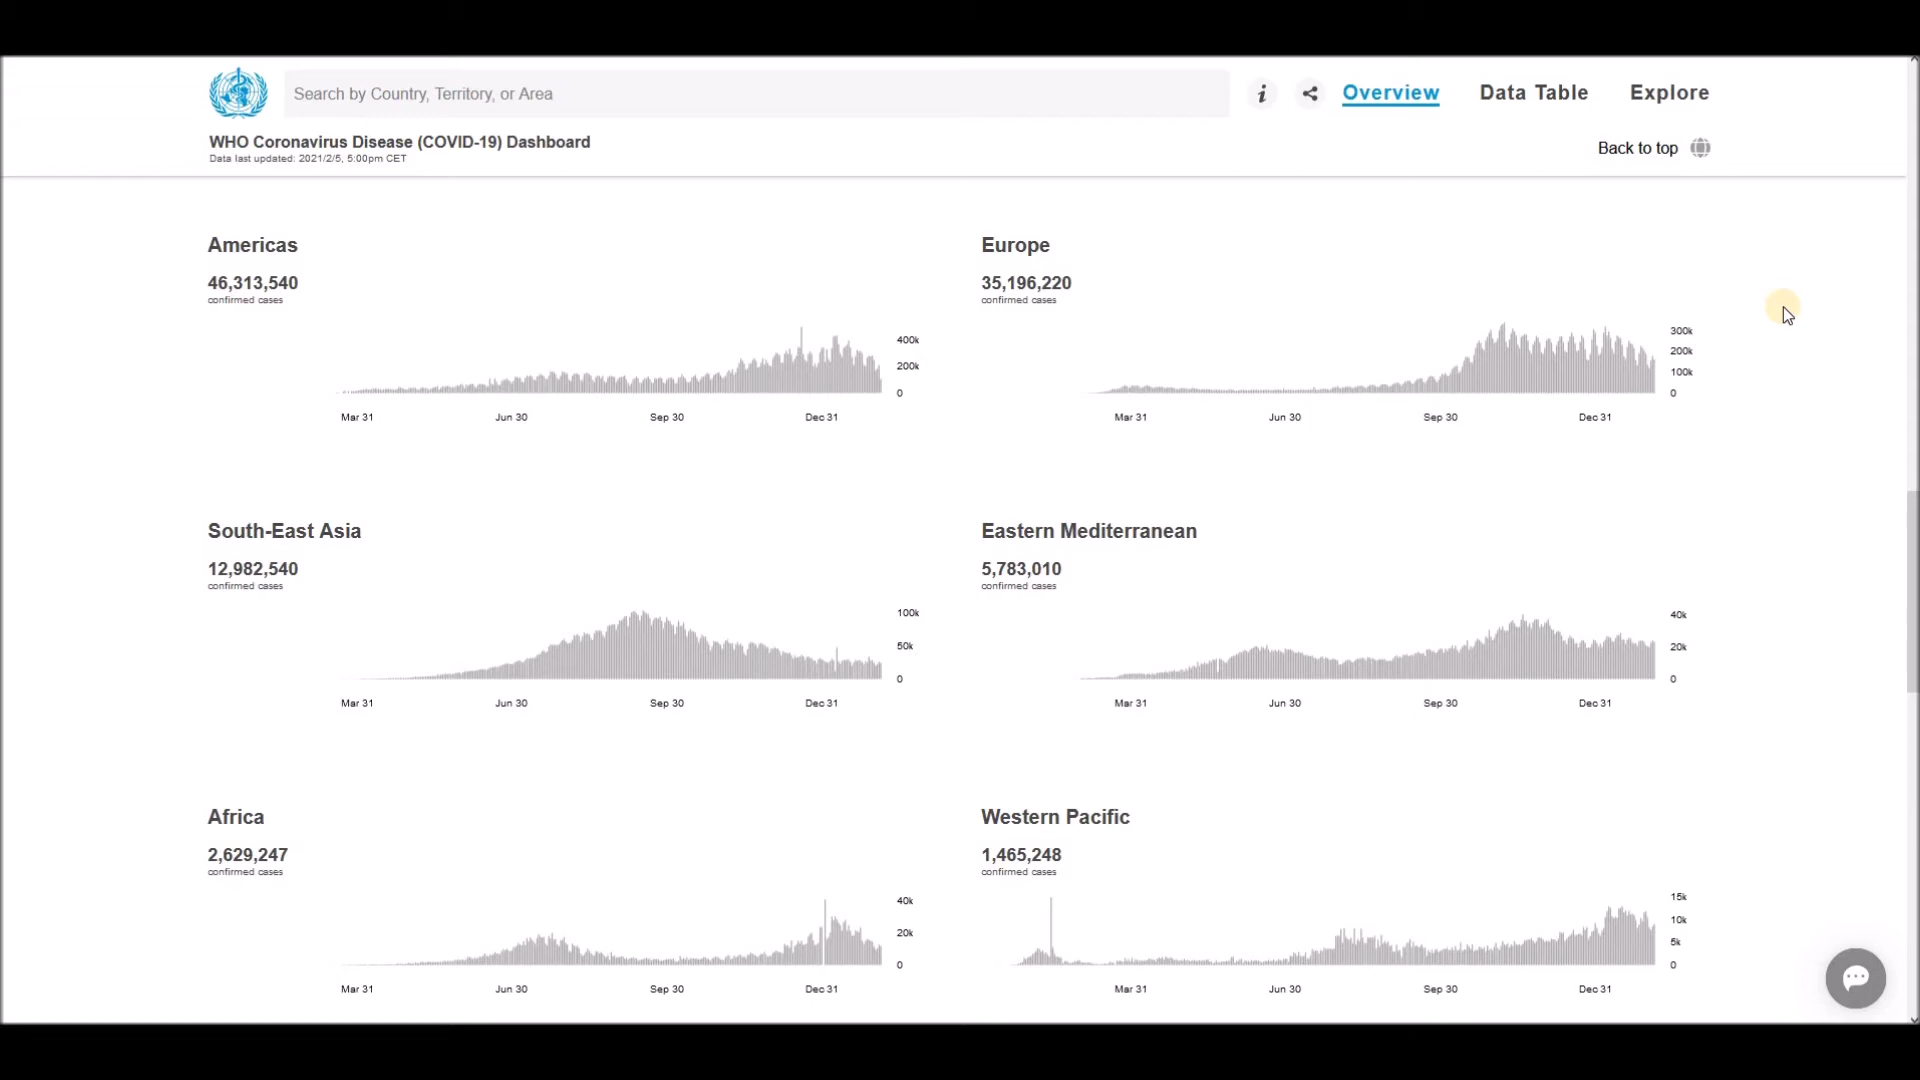 Search by Country, Territory, or Area
i
Overview
Data Table
Explore
WHO Coronavirus Disease (COVID-19) Dashboard
Data last updated: 2021/2/5, 5:00pm CET
Back to top
Americas
46,313,540
confirmed cases
400k
200k
0
Mar 31 Jun 30 Sep 30 Dec 31
Europe
35,196,220
confirmed cases
300k
200k
100k
0
Mar 31 Jun 30 Sep 30 Dec 31
South-East Asia
12,982,540
confirmed cases
100k
50k
0
Mar 31 Jun 30 Sep 30 Dec 31
Eastern Mediterranean
5,783,010
confirmed cases
40k
20k
0
Mar 31 Jun 30 Sep 30 Dec 31
Africa
2,629,247
confirmed cases
40k
20k
0
Mar 31 Jun 30 Sep 30 Dec 31
Western Pacific
1,465,248
confirmed cases
15k
10k
5k
0
Mar 31 Jun 30 Sep 30 Dec 31